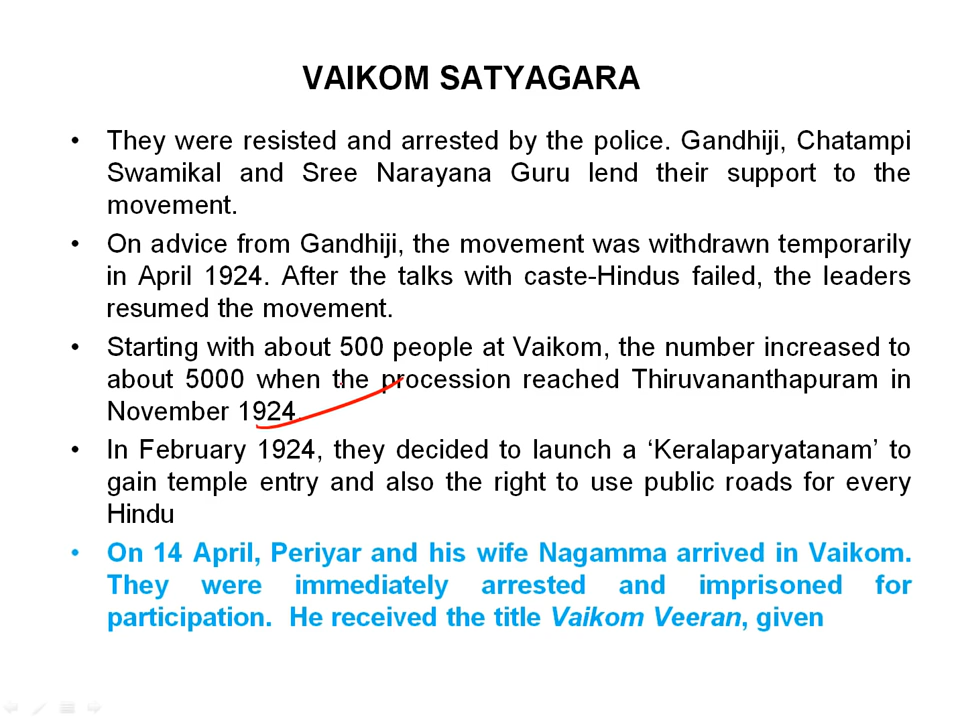 VAIKOM SATYAGARA
• They were resisted and arrested by the police. Gandhiji, Chatampi
Swamikal and Sree Narayana Guru lend their support to the
movement.
• On advice from Gandhiji, the movement was withdrawn temporarily
in April 1924. After the talks with caste-Hindus failed, the leaders
resumed the movement.
• Starting with about 500 people at Vaikom, the number increased to
about 5000 when the procession reached Thiruvananthapuram in
November 1924.
• In February 1924, they decided to launch a ‘Keralaparyatanam’ to
gain temple entry and also the right to use public roads for every
Hindu
• On 14 April, Periyar and his wife Nagamma arrived in Vaikom.
They were immediately arrested and imprisoned for
participation. He received the title Vaikom Veeran, given